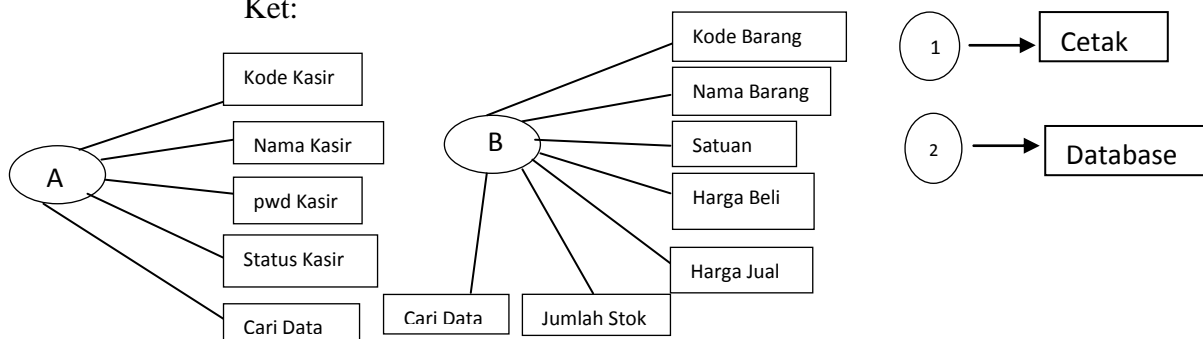 Ket:
A
Kode Kasir
Nama Kasir
pwd Kasir
Status Kasir
Cari Data
B
Kode Barang
Nama Barang
Satuan
Harga Beli
Harga Jual
Jumlah Stok
Cari Data
1
Cetak
2
Database